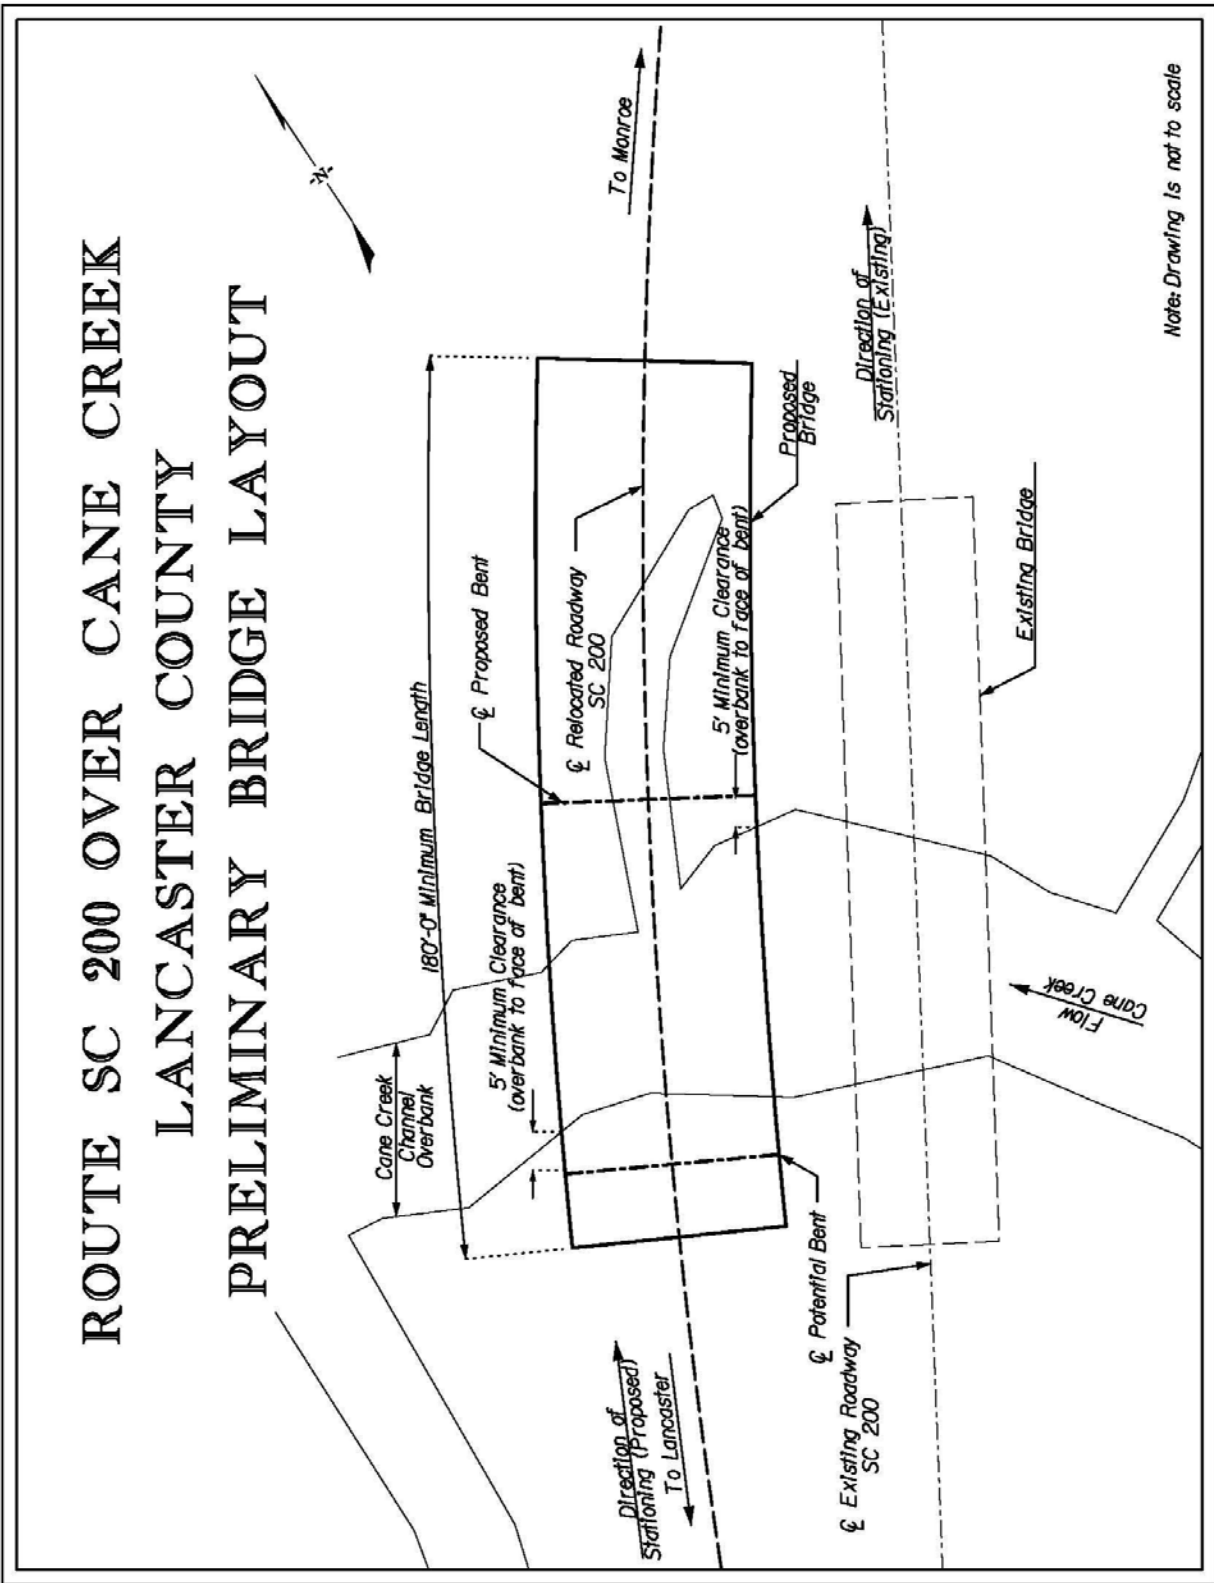 ROUTE SC 200 OVER CANE CREEK
LANCASTER COUNTY
PRELIMINARY BRIDGE LAYOUT
N
180'-0" Minimum Bridge Length
Cane Creek
Channel
Overbank
5' Minimum Clearance
(overbank to face of bent)
℄ Proposed Bent
℄ Relocated Roadway
SC 200
To Monroe
Direction of
Stationing (Proposed)
To Lancaster
5' Minimum Clearance
(overbank to face of bent)
Proposed
Bridge
℄ Potential Bent
℄ Existing Roadway
SC 200
Direction of
Stationing (Existing)
Existing Bridge
Flow
Cane Creek
Note: Drawing is not to scale